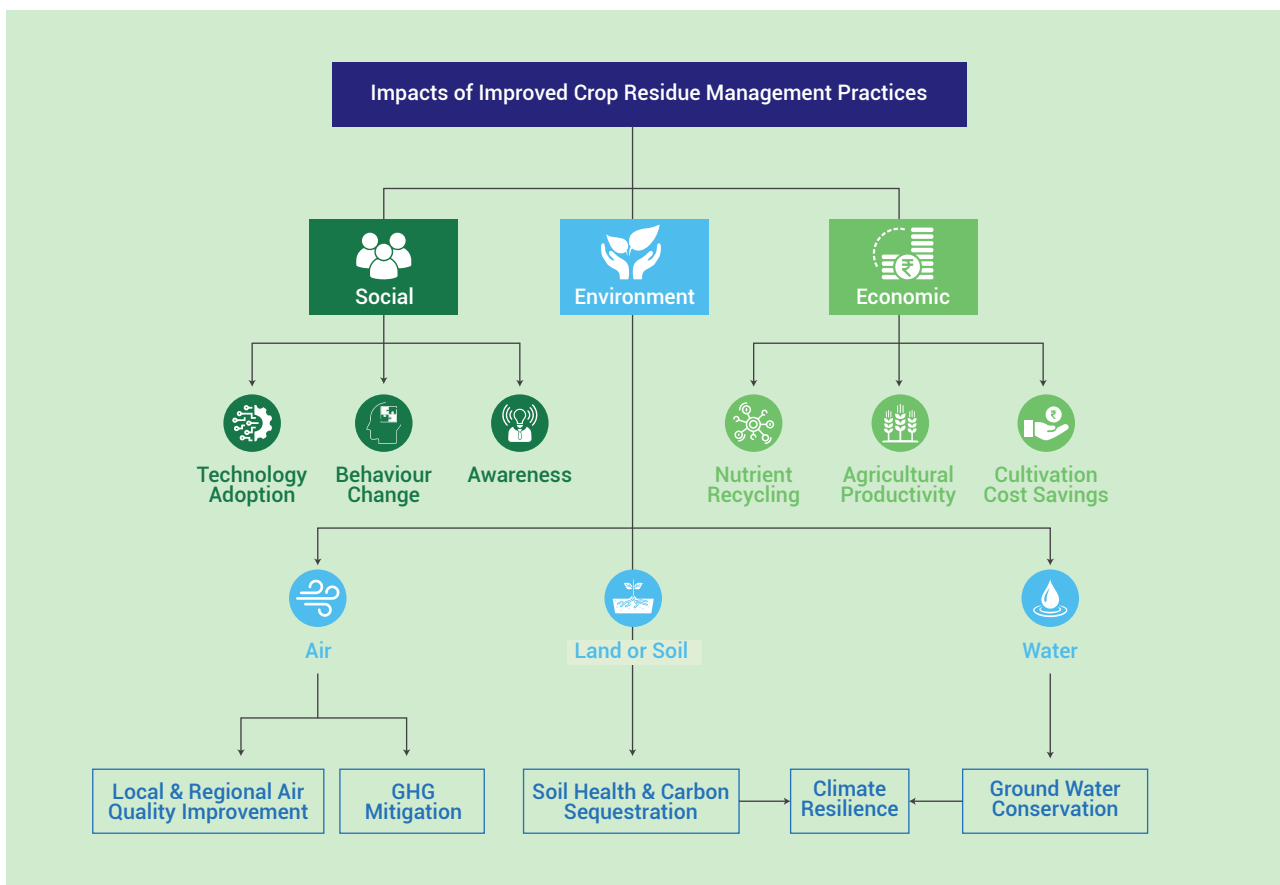 Impacts of Improved Crop Residue Management Practices
Social
Environment
₹
Economic
Technology
Adoption
Behaviour
Change
Awareness
Nutrient
Recycling
Agricultural
Productivity
₹
Cultivation
Cost Savings
Air
Land or Soil
Water
Local & Regional Air
Quality Improvement
GHG
Mitigation
Soil Health & Carbon
Sequestration
Climate
Resilience
Ground Water
Conservation